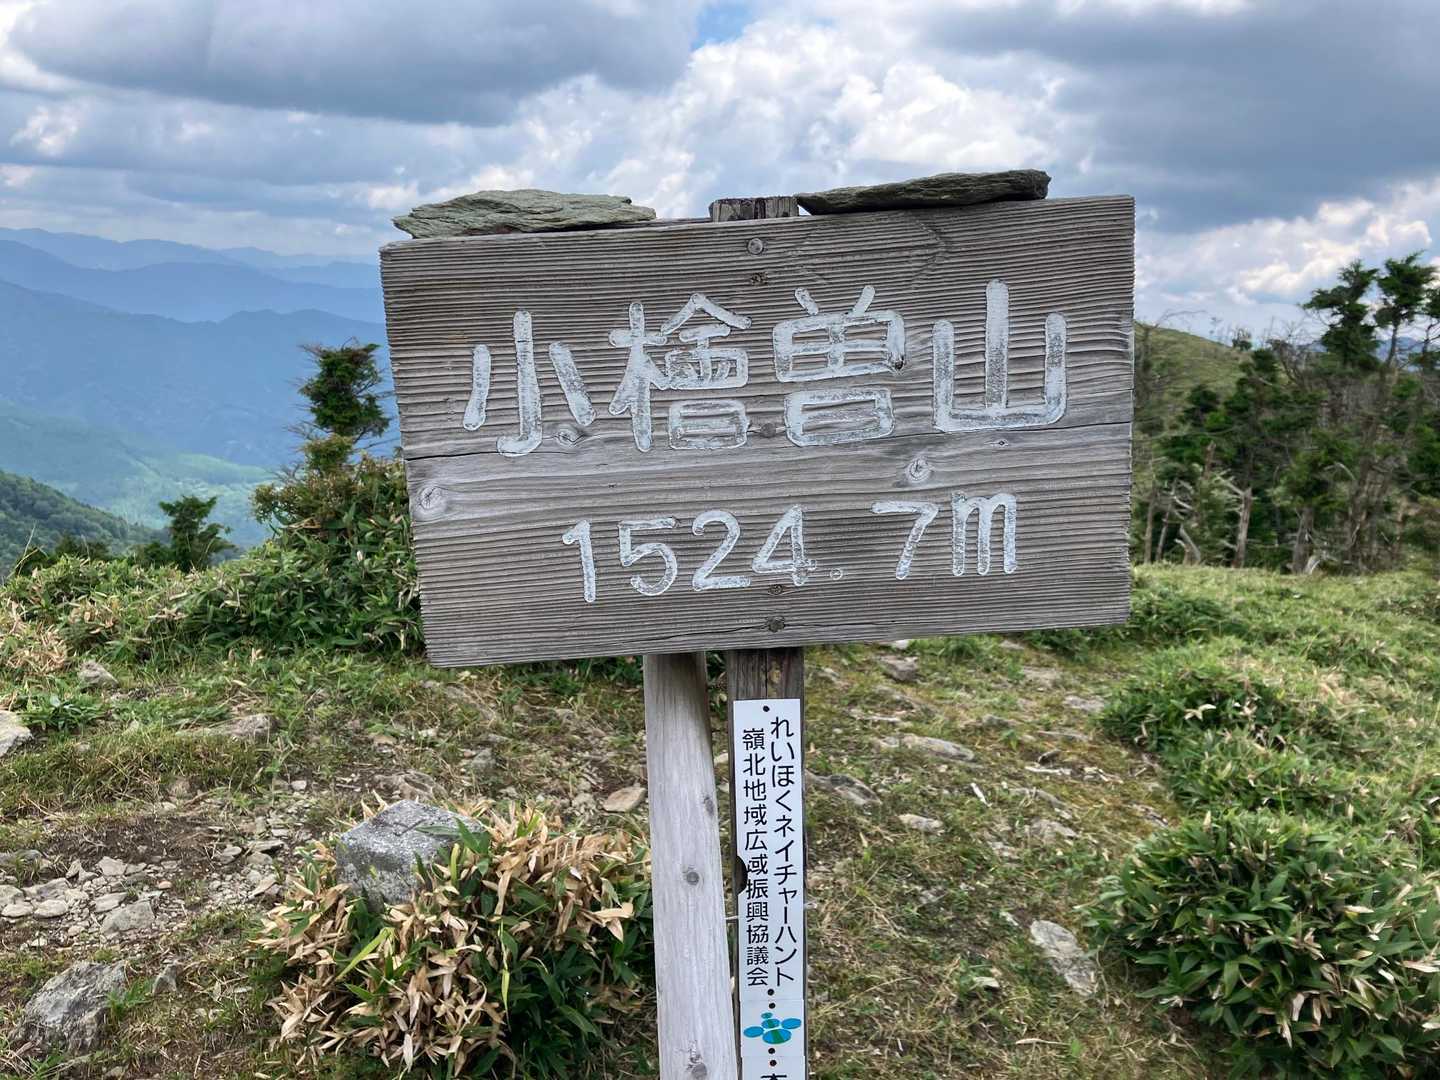 小檜曽山
1524.7m
れいほくネイチャーハント
嶺北地域広域振興協議会